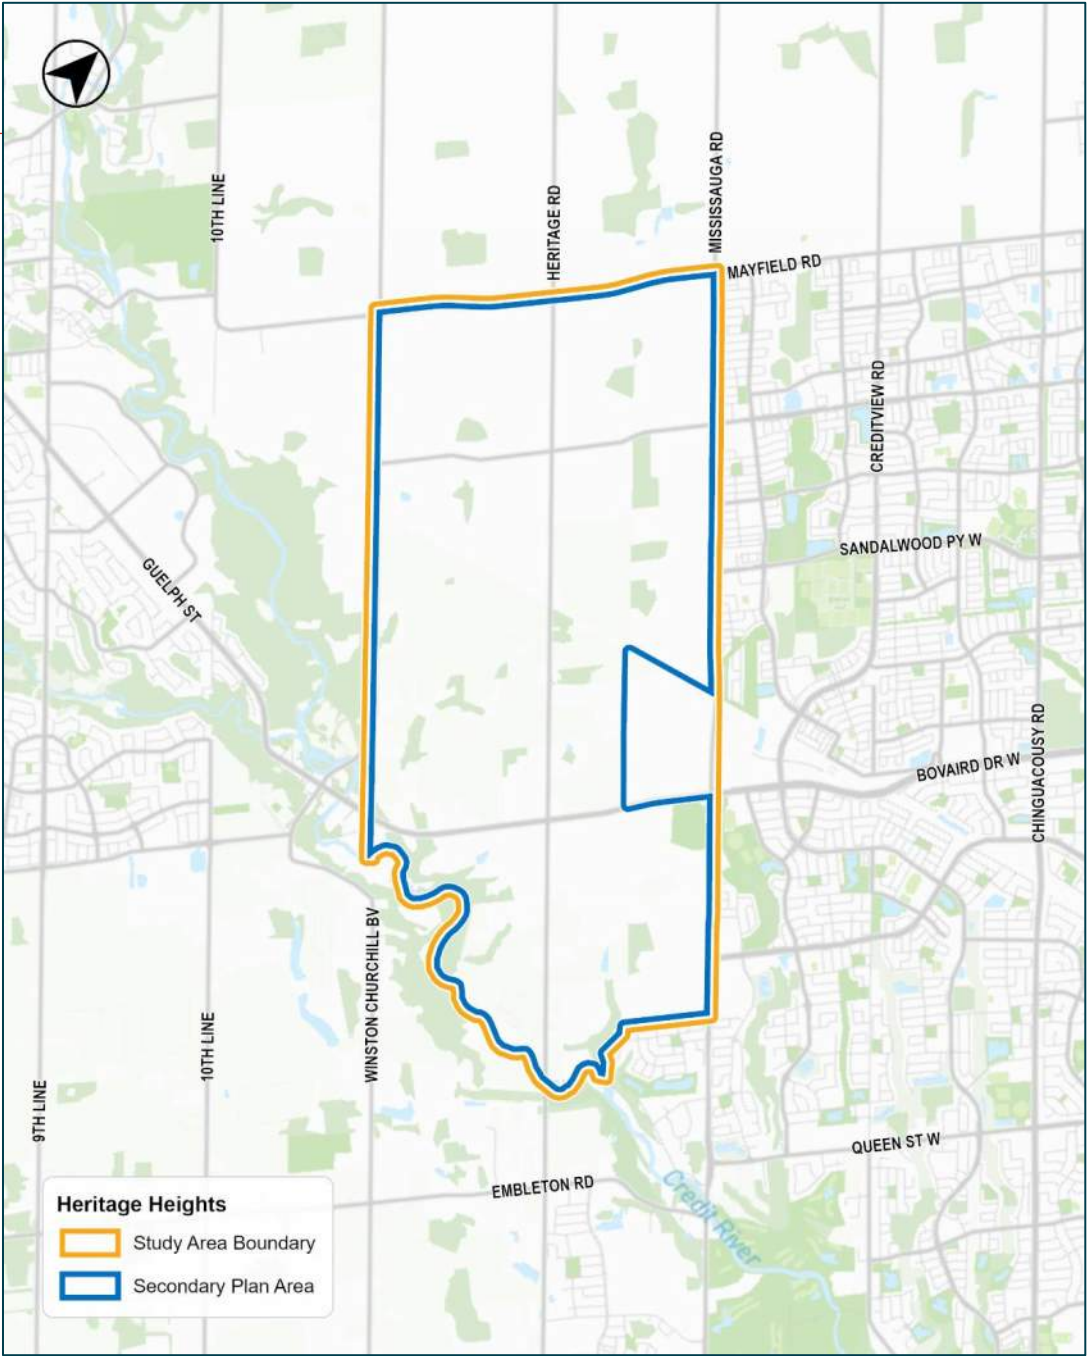 MISSISSAUGA RD
10TH LINE
HERITAGE RD
MAYFIELD RD
CREDITVIEW RD
SANDALWOOD PY W
GUELPH ST
CHINGUACOUSY RD
BOVAIRD DR W
WINSTON CHURCHILL BV
10TH LINE
9TH LINE
QUEEN ST W
EMBLETON RD
Credit River
Heritage Heights
Study Area Boundary
Secondary Plan Area